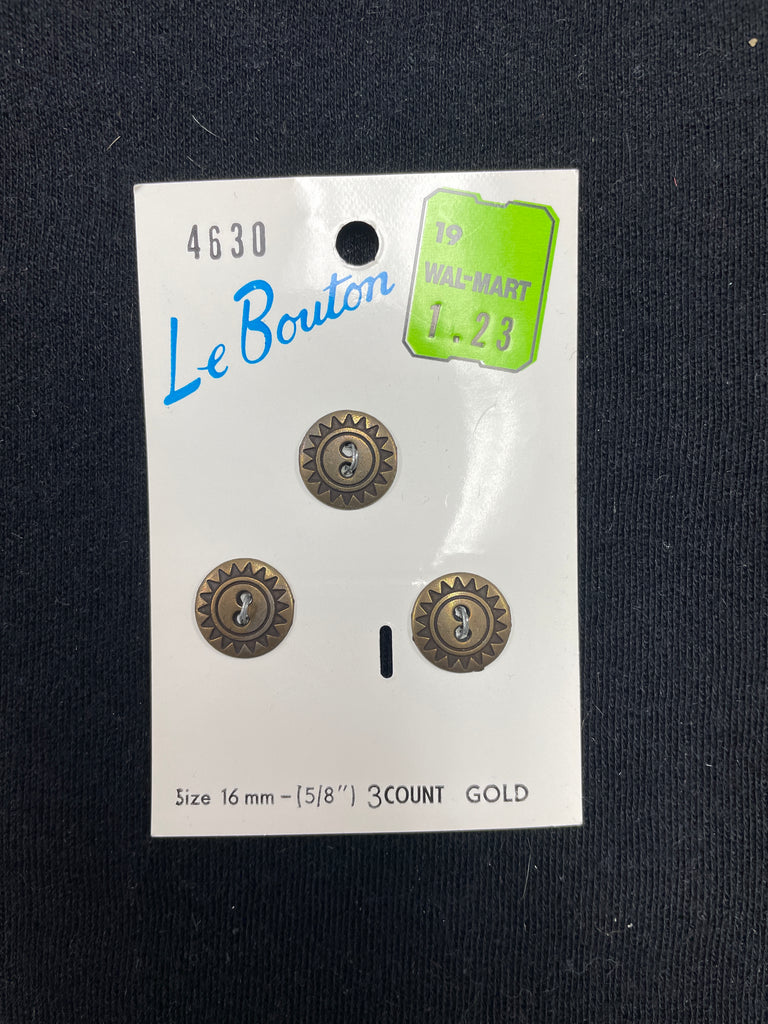 4630
Le Bouton
19
WAL-MART
1.23
Size 16 mm - (5/8") 3 COUNT GOLD